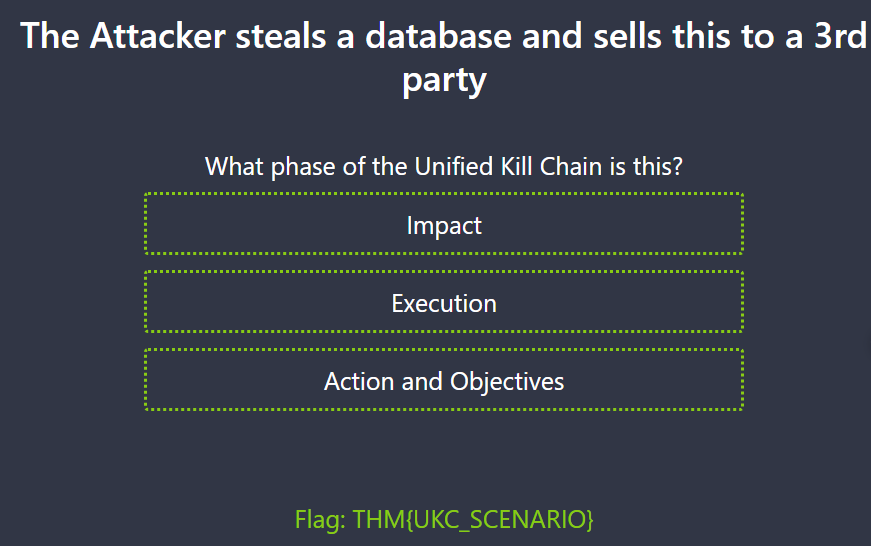 The Attacker steals a database and sells this to a 3rd
party
What phase of the Unified Kill Chain is this?
Impact
Execution
Action and Objectives
Flag: THM{UKC_SCENARIO}